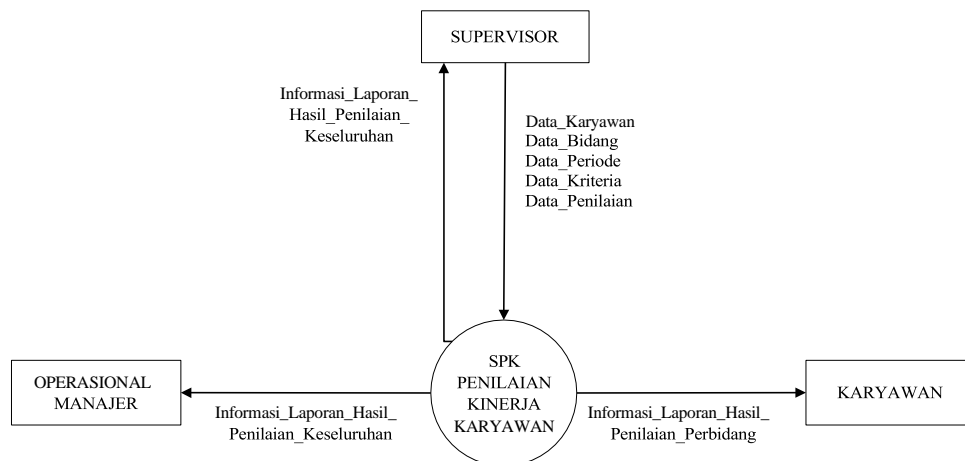 SUPERVISOR
Informasi_Laporan_
Hasil_Penilaian_
Keseluruhan
Data_Karyawan
Data_Bidang
Data_Periode
Data_Kriteria
Data_Penilaian
OPERASIONAL
MANAJER
Informasi_Laporan_Hasil_
Penilaian_Keseluruhan
SPK
PENILAIAN
KINERJA
KARYAWAN
Informasi_Laporan_Hasil_
Penilaian_Perbidang
KARYAWAN